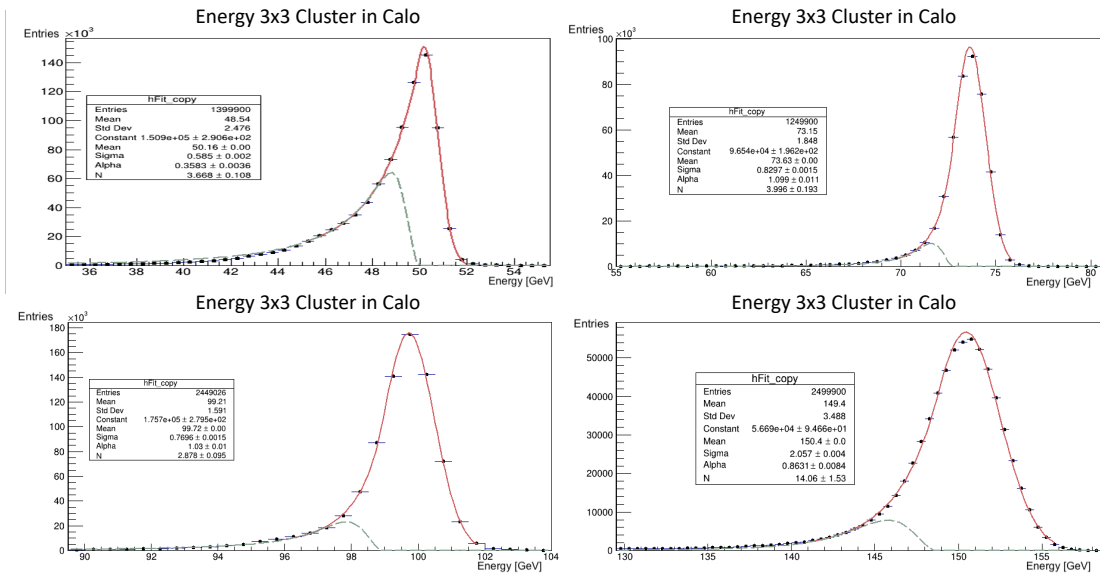 Energy 3x3 Cluster in Calo
Entries ×10³
160
140
120
100
80
60
40
20
0
hFit_copy
Entries 1399900
Mean 48.54
Std Dev 2.476
Constant 1.509e+05 ± 2.906e+02
Mean 50.16 ± 0.00
Sigma 0.585 ± 0.002
Alpha 0.3583 ± 0.0036
N 3.668 ± 0.108
36 38 40 42 44 46 48 50 52 54
Energy [GeV]
Energy 3x3 Cluster in Calo
Entries ×10³
100
80
60
40
20
0
hFit_copy
Entries 1249900
Mean 73.15
Std Dev 1.848
Constant 9.654e+04 ± 1.962e+02
Mean 73.63 ± 0.00
Sigma 0.8297 ± 0.0015
Alpha 1.099 ± 0.011
N 3.996 ± 0.193
55 60 65 70 75 80
Energy [GeV]
Energy 3x3 Cluster in Calo
Entries ×10³
180
160
140
120
100
80
60
40
20
0
hFit_copy
Entries 2449026
Mean 99.21
Std Dev 1.591
Constant 1.757e+05 ± 2.795e+02
Mean 99.72 ± 0.00
Sigma 0.7696 ± 0.0015
Alpha 1.03 ± 0.01
N 2.878 ± 0.095
90 92 94 96 98 100 102 104
Energy [GeV]
Energy 3x3 Cluster in Calo
Entries
50000
40000
30000
20000
10000
0
hFit_copy
Entries 2499900
Mean 149.4
Std Dev 3.488
Constant 5.669e+04 ± 9.466e+01
Mean 150.4 ± 0.0
Sigma 2.057 ± 0.004
Alpha 0.8631 ± 0.0084
N 14.06 ± 1.53
130 135 140 145 150 155
Energy [GeV]